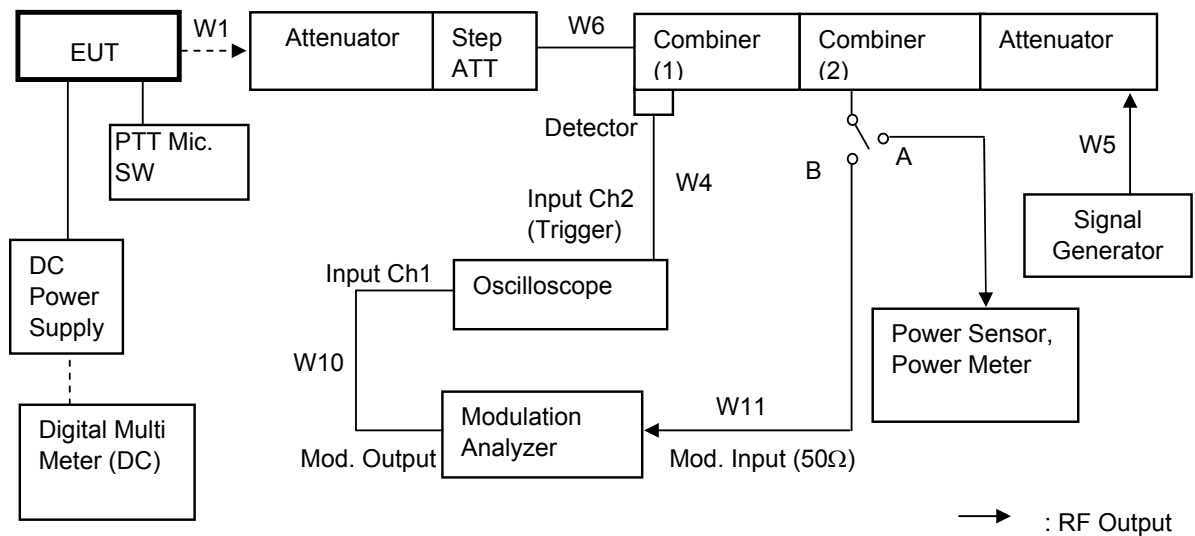 EUT
W1
Attenuator
Step
ATT
W6
Combiner
(1)
Combiner
(2)
Attenuator
PTT Mic.
SW
Detector
W4
B
A
W5
Input Ch2
(Trigger)
Signal
Generator
DC
Power
Supply
Input Ch1
Oscilloscope
Power Sensor,
Power Meter
W10
W11
Digital Multi
Meter (DC)
Modulation
Analyzer
Mod. Output
Mod. Input (50Ω)
: RF Output